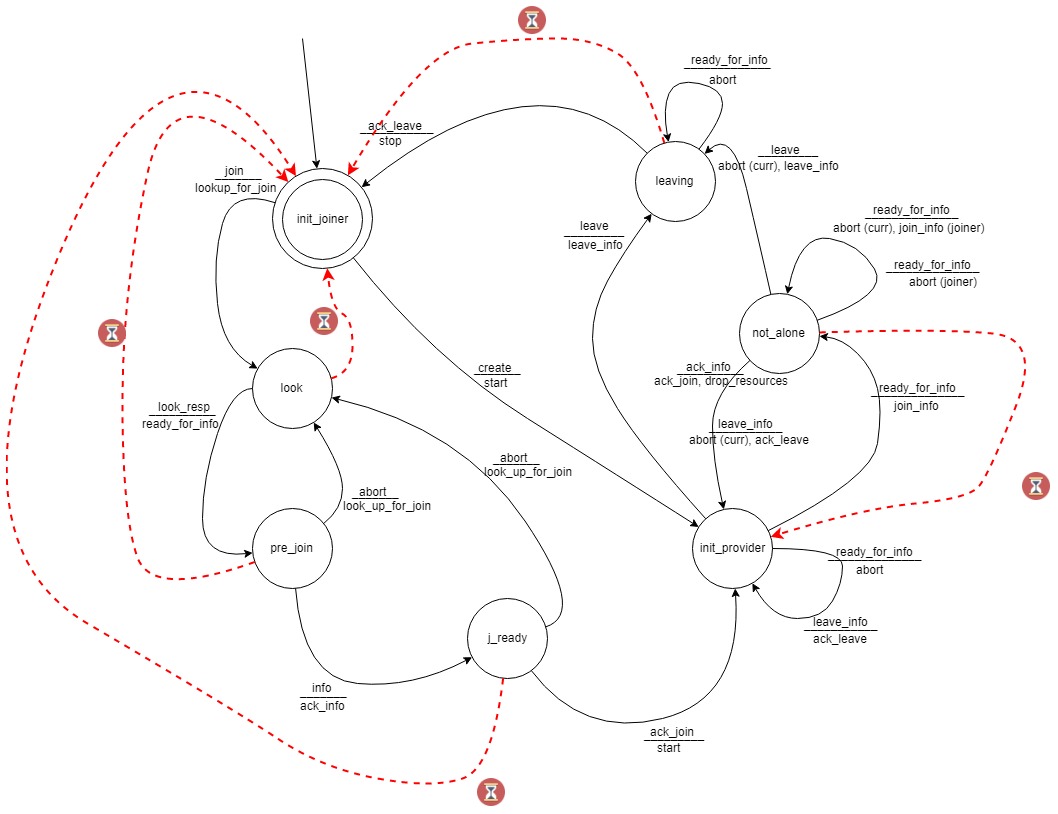 ready_for_info
abort
ack_leave
stop
leave
abort (curr), leave_info
join
lookup_for_join
leaving
init_joiner
ready_for_info
abort (curr), join_info (joiner)
leave
leave_info
ready_for_info
abort (joiner)
not_alone
create
start
ack_info
ack_join, drop_resources
look
ready_for_info
join_info
look_resp
ready_for_info
leave_info
abort (curr), ack_leave
abort
look_up_for_join
abort
look_up_for_join
pre_join
init_provider
ready_for_info
abort
leave_info
ack_leave
j_ready
info
ack_info
ack_join
start